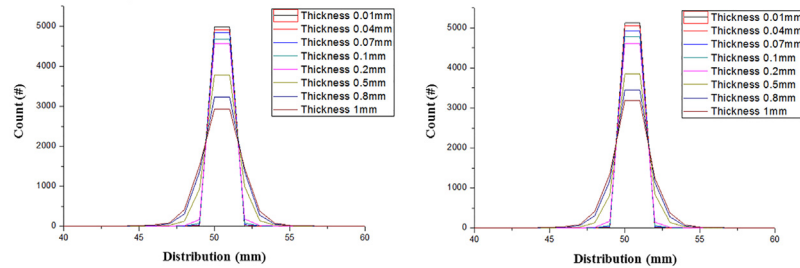 5000
4000
3000
2000
1000
0
Count (#)
40 45 50 55 60
Distribution (mm)
Thickness 0.01mm
Thickness 0.04mm
Thickness 0.07mm
Thickness 0.1mm
Thickness 0.2mm
Thickness 0.5mm
Thickness 0.8mm
Thickness 1mm
5000
4000
3000
2000
1000
0
Count (#)
40 45 50 55 60
Distribution (mm)
Thickness 0.01mm
Thickness 0.04mm
Thickness 0.07mm
Thickness 0.1mm
Thickness 0.2mm
Thickness 0.5mm
Thickness 0.8mm
Thickness 1mm